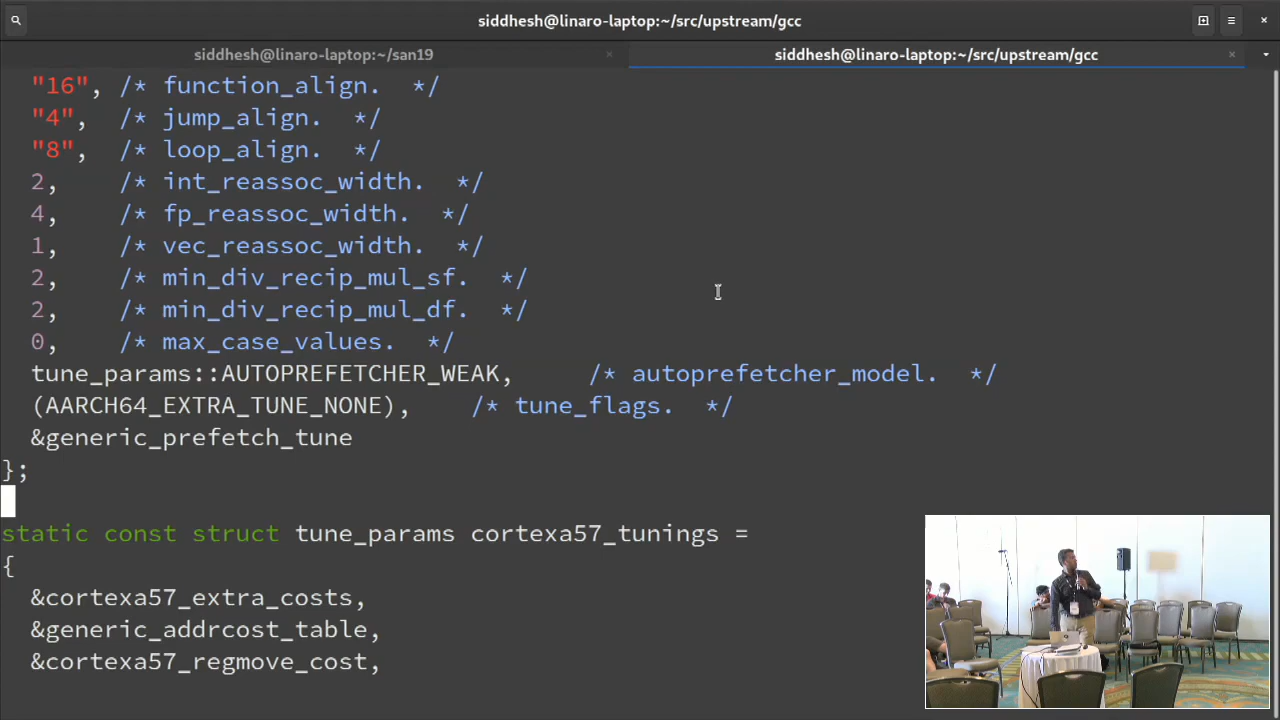 siddhesh@linaro-laptop:~/src/upstream/gcc
siddhesh@linaro-laptop:~/san19
siddhesh@linaro-laptop:~/src/upstream/gcc
"16", /* function_align.  */
"4",  /* jump_align.  */
"8",  /* loop_align.  */
2,    /* int_reassoc_width.  */
4,    /* fp_reassoc_width.  */
1,    /* vec_reassoc_width.  */
2,    /* min_div_recip_mul_sf.  */
2,    /* min_div_recip_mul_df.  */
0,    /* max_case_values.  */
tune_params::AUTOPREFETCHER_WEAK,     /* autoprefetcher_model.  */
(AARCH64_EXTRA_TUNE_NONE),    /* tune_flags.  */
&generic_prefetch_tune
};
static const struct tune_params cortexa57_tunings =
{
&cortexa57_extra_costs,
&generic_addrcost_table,
&cortexa57_regmove_cost,